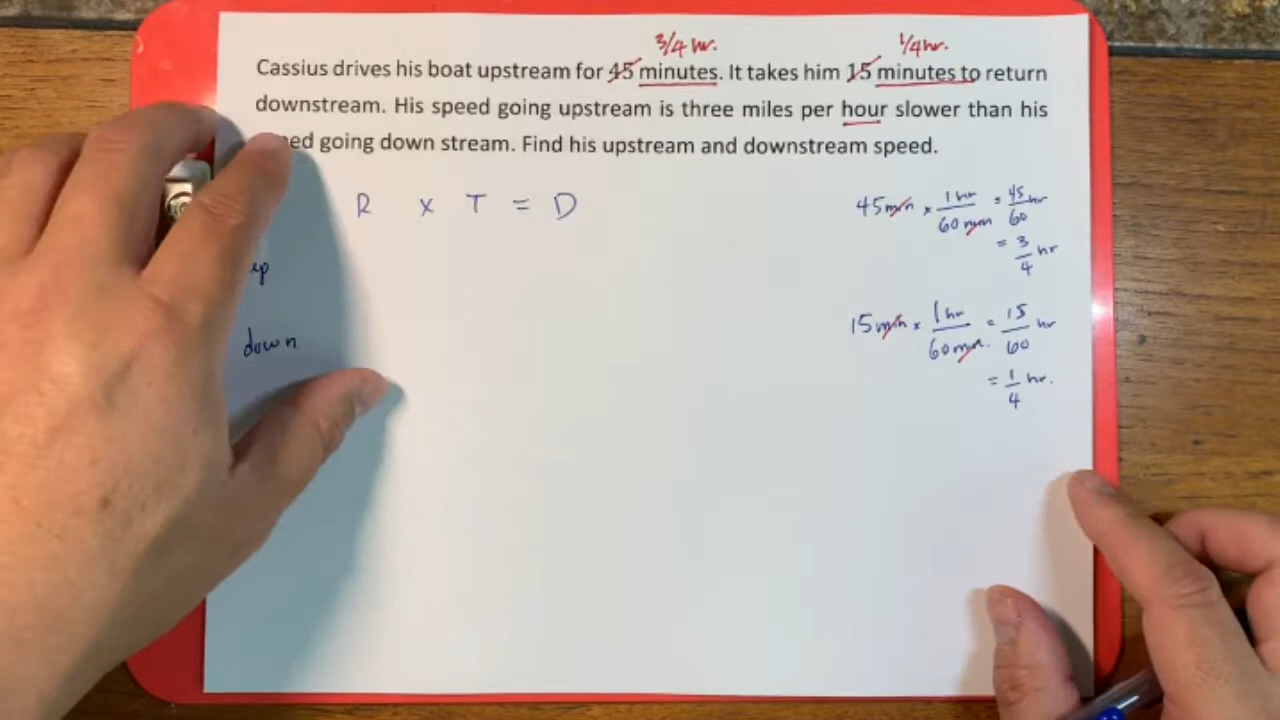 3/4 hr. 1/4 hr.
Cassius drives his boat upstream for 45 minutes. It takes him 15 minutes to return
downstream. His speed going upstream is three miles per hour slower than his
going down stream. Find his upstream and downstream speed.
R x T = D
up
down
45 min x 1 hr / 60 min = 45 / 60 hr
= 3 / 4 hr
15 min x 1 hr / 60 min. = 15 / 60 hr
= 1 / 4 hr.